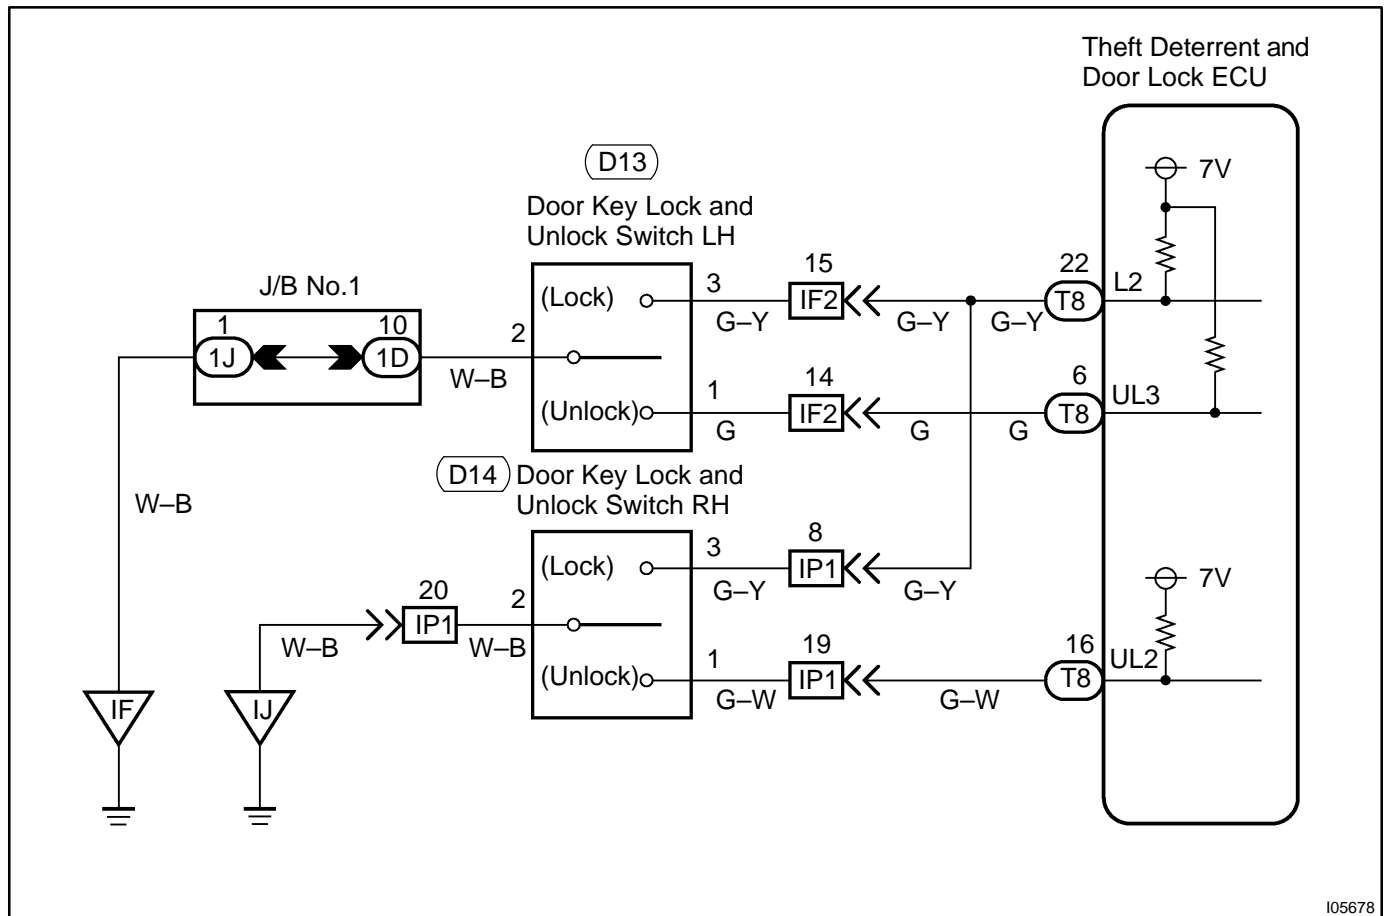 Theft Deterrent and
Door Lock ECU
D13
7V
Door Key Lock and
Unlock Switch LH
J/B No.1
1
10
1J
1D
W–B
2
(Lock)
3
G–Y
15
IF2
G–Y
G–Y
22
T8
L2
(Unlock)
1
G
14
IF2
G
G
6
T8
UL3
D14
Door Key Lock and
Unlock Switch RH
W–B
(Lock)
3
G–Y
8
IP1
G–Y
7V
20
IP1
W–B
W–B
2
(Unlock)
1
G–W
19
IP1
G–W
16
T8
UL2
IF
IJ
I05678